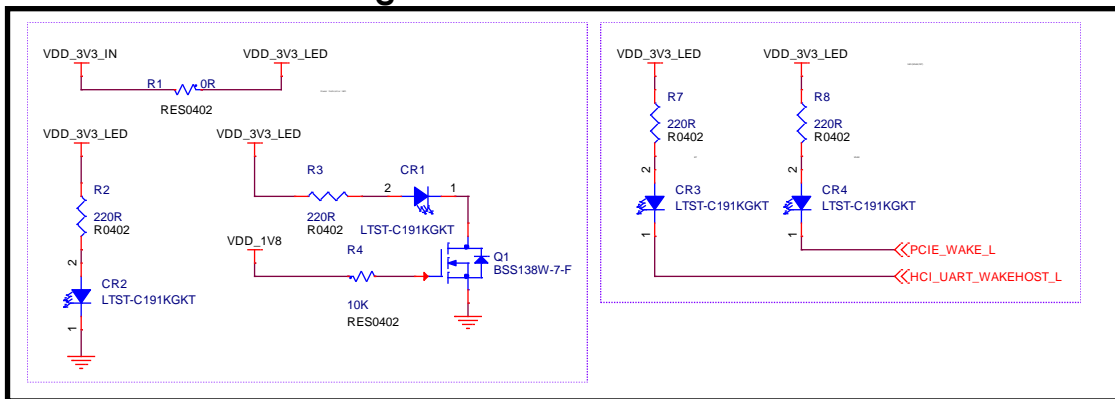 VDD_3V3_IN
VDD_3V3_LED
R1
0R
RES0402
VDD_3V3_LED
R2
220R
R0402
2
CR2
LTST-C191KGKT
1
VDD_3V3_LED
R3
220R
R0402
2
CR1
1
LTST-C191KGKT
VDD_1V8
R4
10K
RES0402
Q1
BSS138W-7-F
VDD_3V3_LED
R7
220R
R0402
2
CR3
LTST-C191KGKT
1
VDD_3V3_LED
R8
220R
R0402
2
CR4
LTST-C191KGKT
1
PCIE_WAKE_L
HCI_UART_WAKEHOST_L